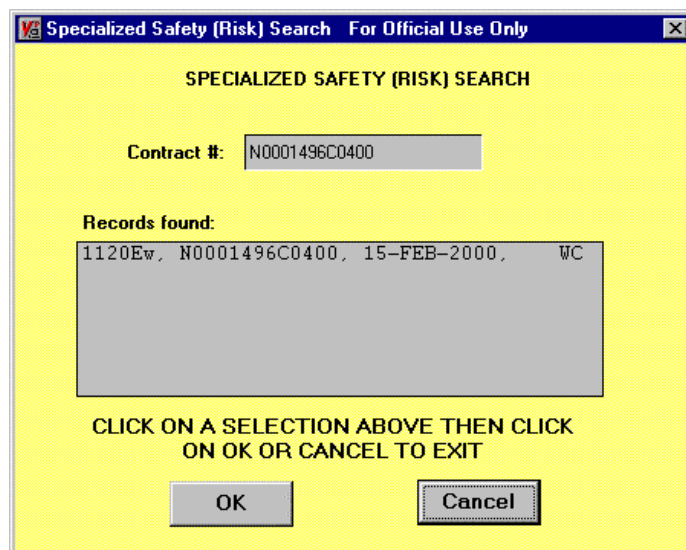 Specialized Safety (Risk) Search For Official Use Only
SPECIALIZED SAFETY (RISK) SEARCH
Contract #: N0001496C0400
Records found:
1120Ew, N0001496C0400, 15-FEB-2000, WC
CLICK ON A SELECTION ABOVE THEN CLICK
ON OK OR CANCEL TO EXIT
OK Cancel